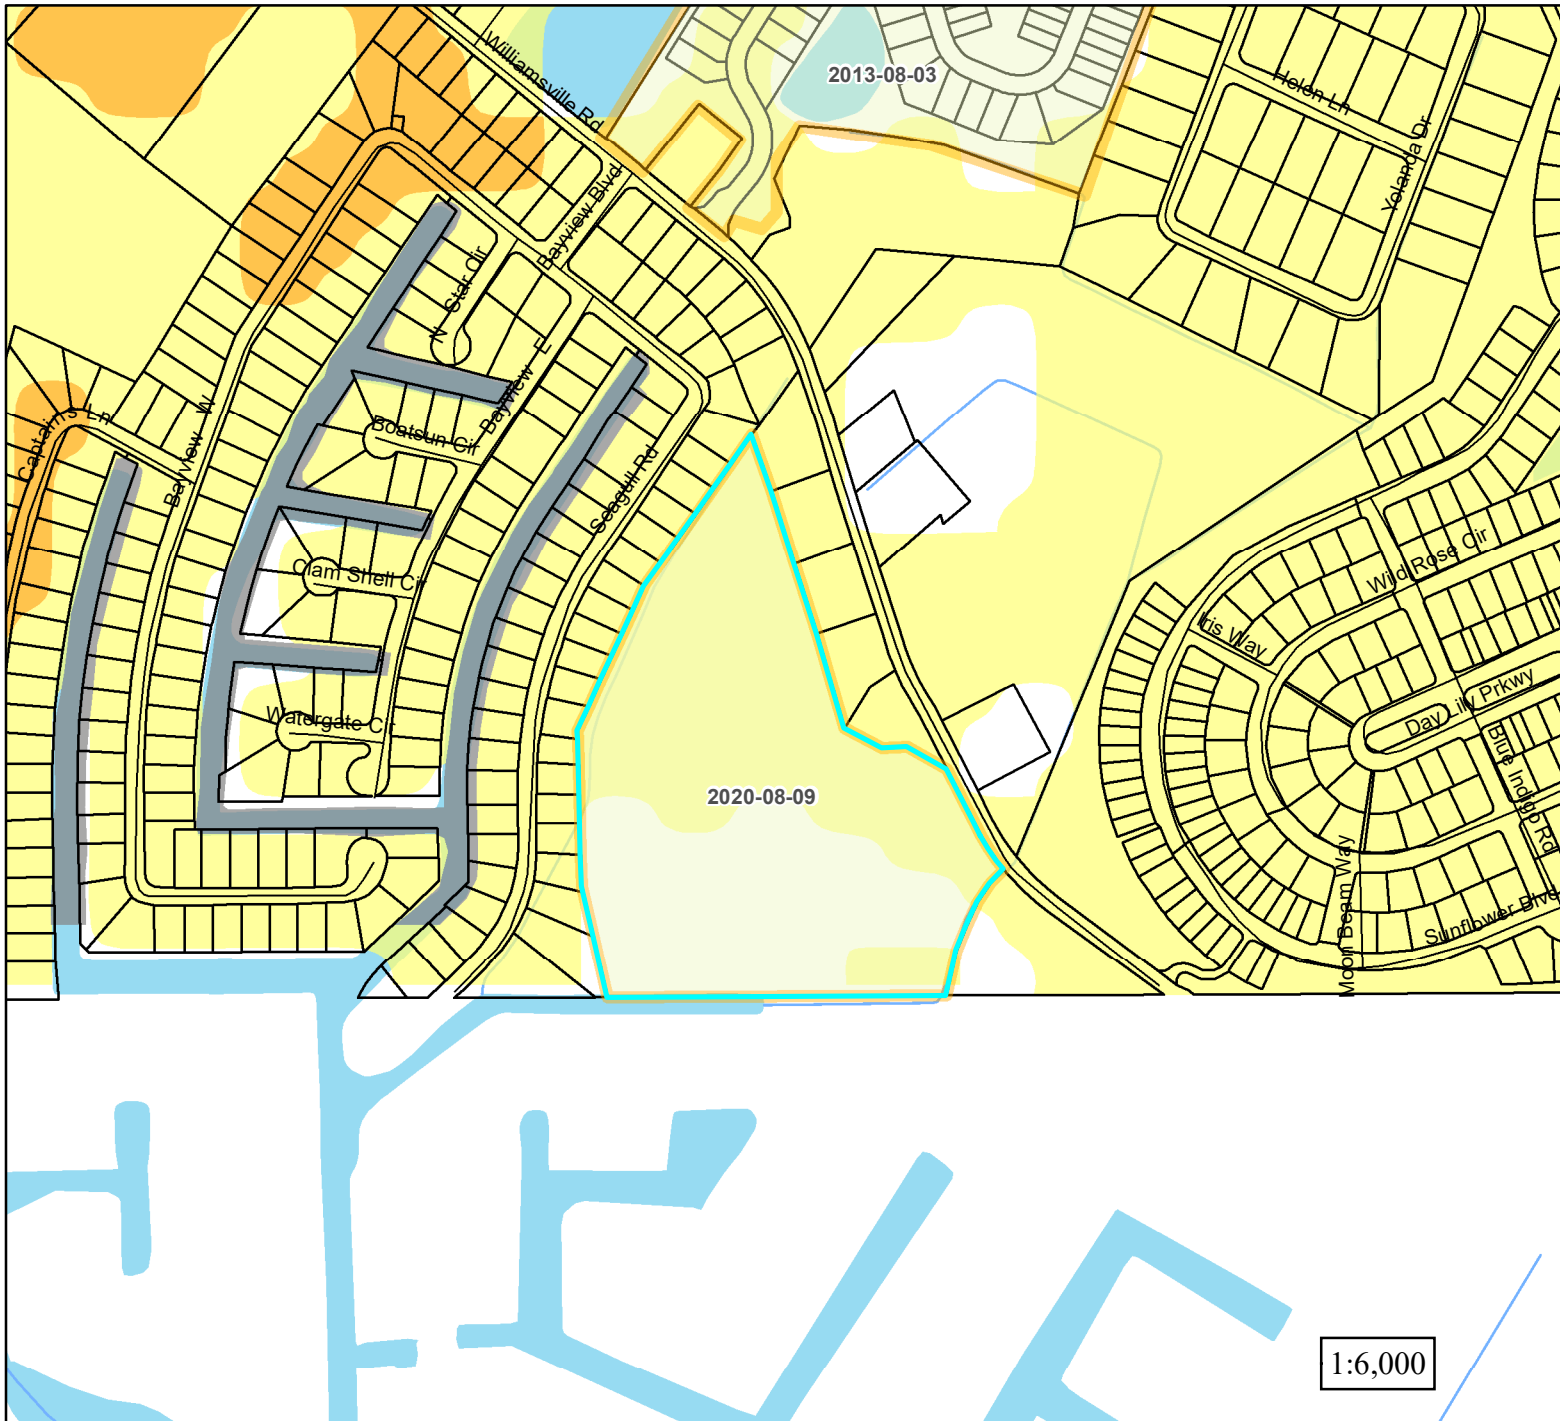 Williamsville Rd
2013-08-03
Helen Ln
Yolanda Dr
Bayview Blvd
N Star Cir
Bayview E
Captain's Ln
Bayview W
Boatsun Cir
Seagull Rd
Clam Shell Cir
Wild Rose Cir
Iris Way
Watergate Cir
Day Lily Prkwy
Blue Indigo Rd
2020-08-09
Moon Beam Way
Sunflower Blvd
1:6,000